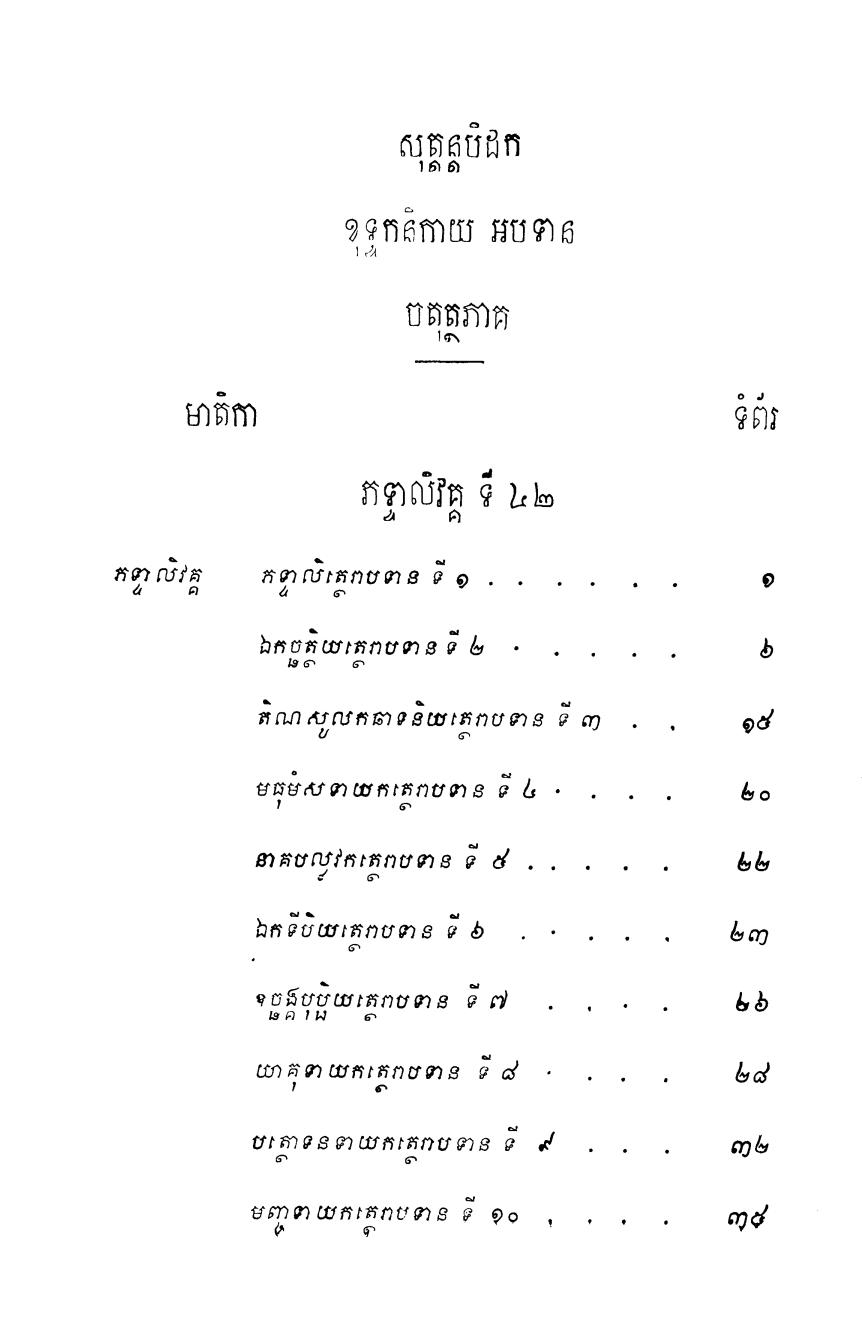 សុត្តន្តបិដក
ខុទ្ទកនិកាយ អបទាន
ចតុត្ថភាគ
មាតិកា ទំព័រ
ភទ្ទាលិវគ្គ ទី ៤២
ភទ្ទាលិវគ្គ ភទ្ទាលិត្ថេរាបទាន ទី ១ . . . . . . ១
ឯកច្ឆត្តិយត្ថេរាបទាន ទី ២ . . . . . ៦
តិណសូលកឆាទនិយត្ថេរាបទាន ទី ៣ . . ១៥
មធុមំសទាយកត្ថេរាបទាន ទី ៤ . . . . ២០
នាគបល្លវកត្ថេរាបទាន ទី ៥ . . . . . ២២
ឯកទីបិយត្ថេរាបទាន ទី ៦ . . . . . ២៣
ឧច្ឆង្គបុប្ផិយត្ថេរាបទាន ទី ៧ . . . . ២៦
យាគុទាយកត្ថេរាបទាន ទី ៨ . . . . ២៨
បត្ថោទនទាយកត្ថេរាបទាន ទី ៩ . . . ៣២
មញ្ចទាយកត្ថេរាបទាន ទី ១០ . . . . ៣៥